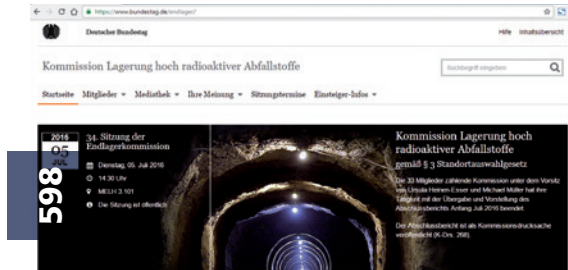 https://www.bundestag.de/endlager/
Deutscher Bundestag
Hilfe Inhaltsübersicht
Kommission Lagerung hoch radioaktiver Abfallstoffe
Suchbegriff eingeben
Startseite Mitglieder Mediathek Ihre Meinung Sitzungstermine Einsteiger-Infos
2016
05
JUL
34. Sitzung der
Endlagerkommission
Dienstag, 05. Juli 2016
14:30 Uhr
MELH 3.101
Die Sitzung ist öffentlich
Kommission Lagerung hoch
radioaktiver Abfallstoffe
gemäß § 3 Standortauswahlgesetz
Die 33 Mitglieder zählende Kommission unter dem Vorsitz
von Ursula Heinen-Esser und Michael Müller hat ihre
Tätigkeit mit der Übergabe und Vorstellung des
Abschlussberichts Anfang Juli 2016 beendet.
Der Abschlussbericht ist als Kommissionsdrucksache
veröffentlicht (K-Drs. 268).
598